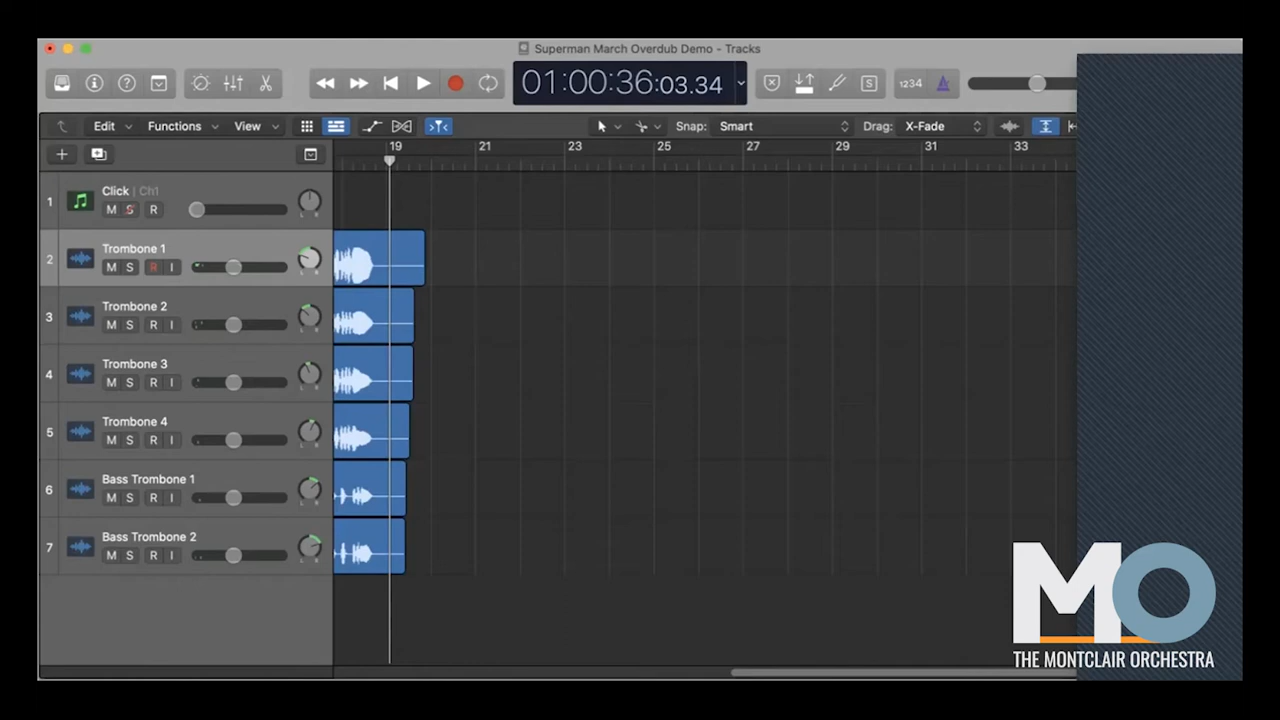 Superman March Overdub Demo - Tracks
01:00:36:03.34
S
1234
Edit
Functions
View
Snap:
Smart
Drag:
X-Fade
19
21
23
25
27
29
31
33
1
Click | Ch1
M S R
2
Trombone 1
M S R I
L R
3
Trombone 2
M S R I
L R
4
Trombone 3
M S R I
L R
5
Trombone 4
M S R I
L R
6
Bass Trombone 1
M S R I
L R
7
Bass Trombone 2
M S R I
L R
MO
THE MONTCLAIR ORCHESTRA